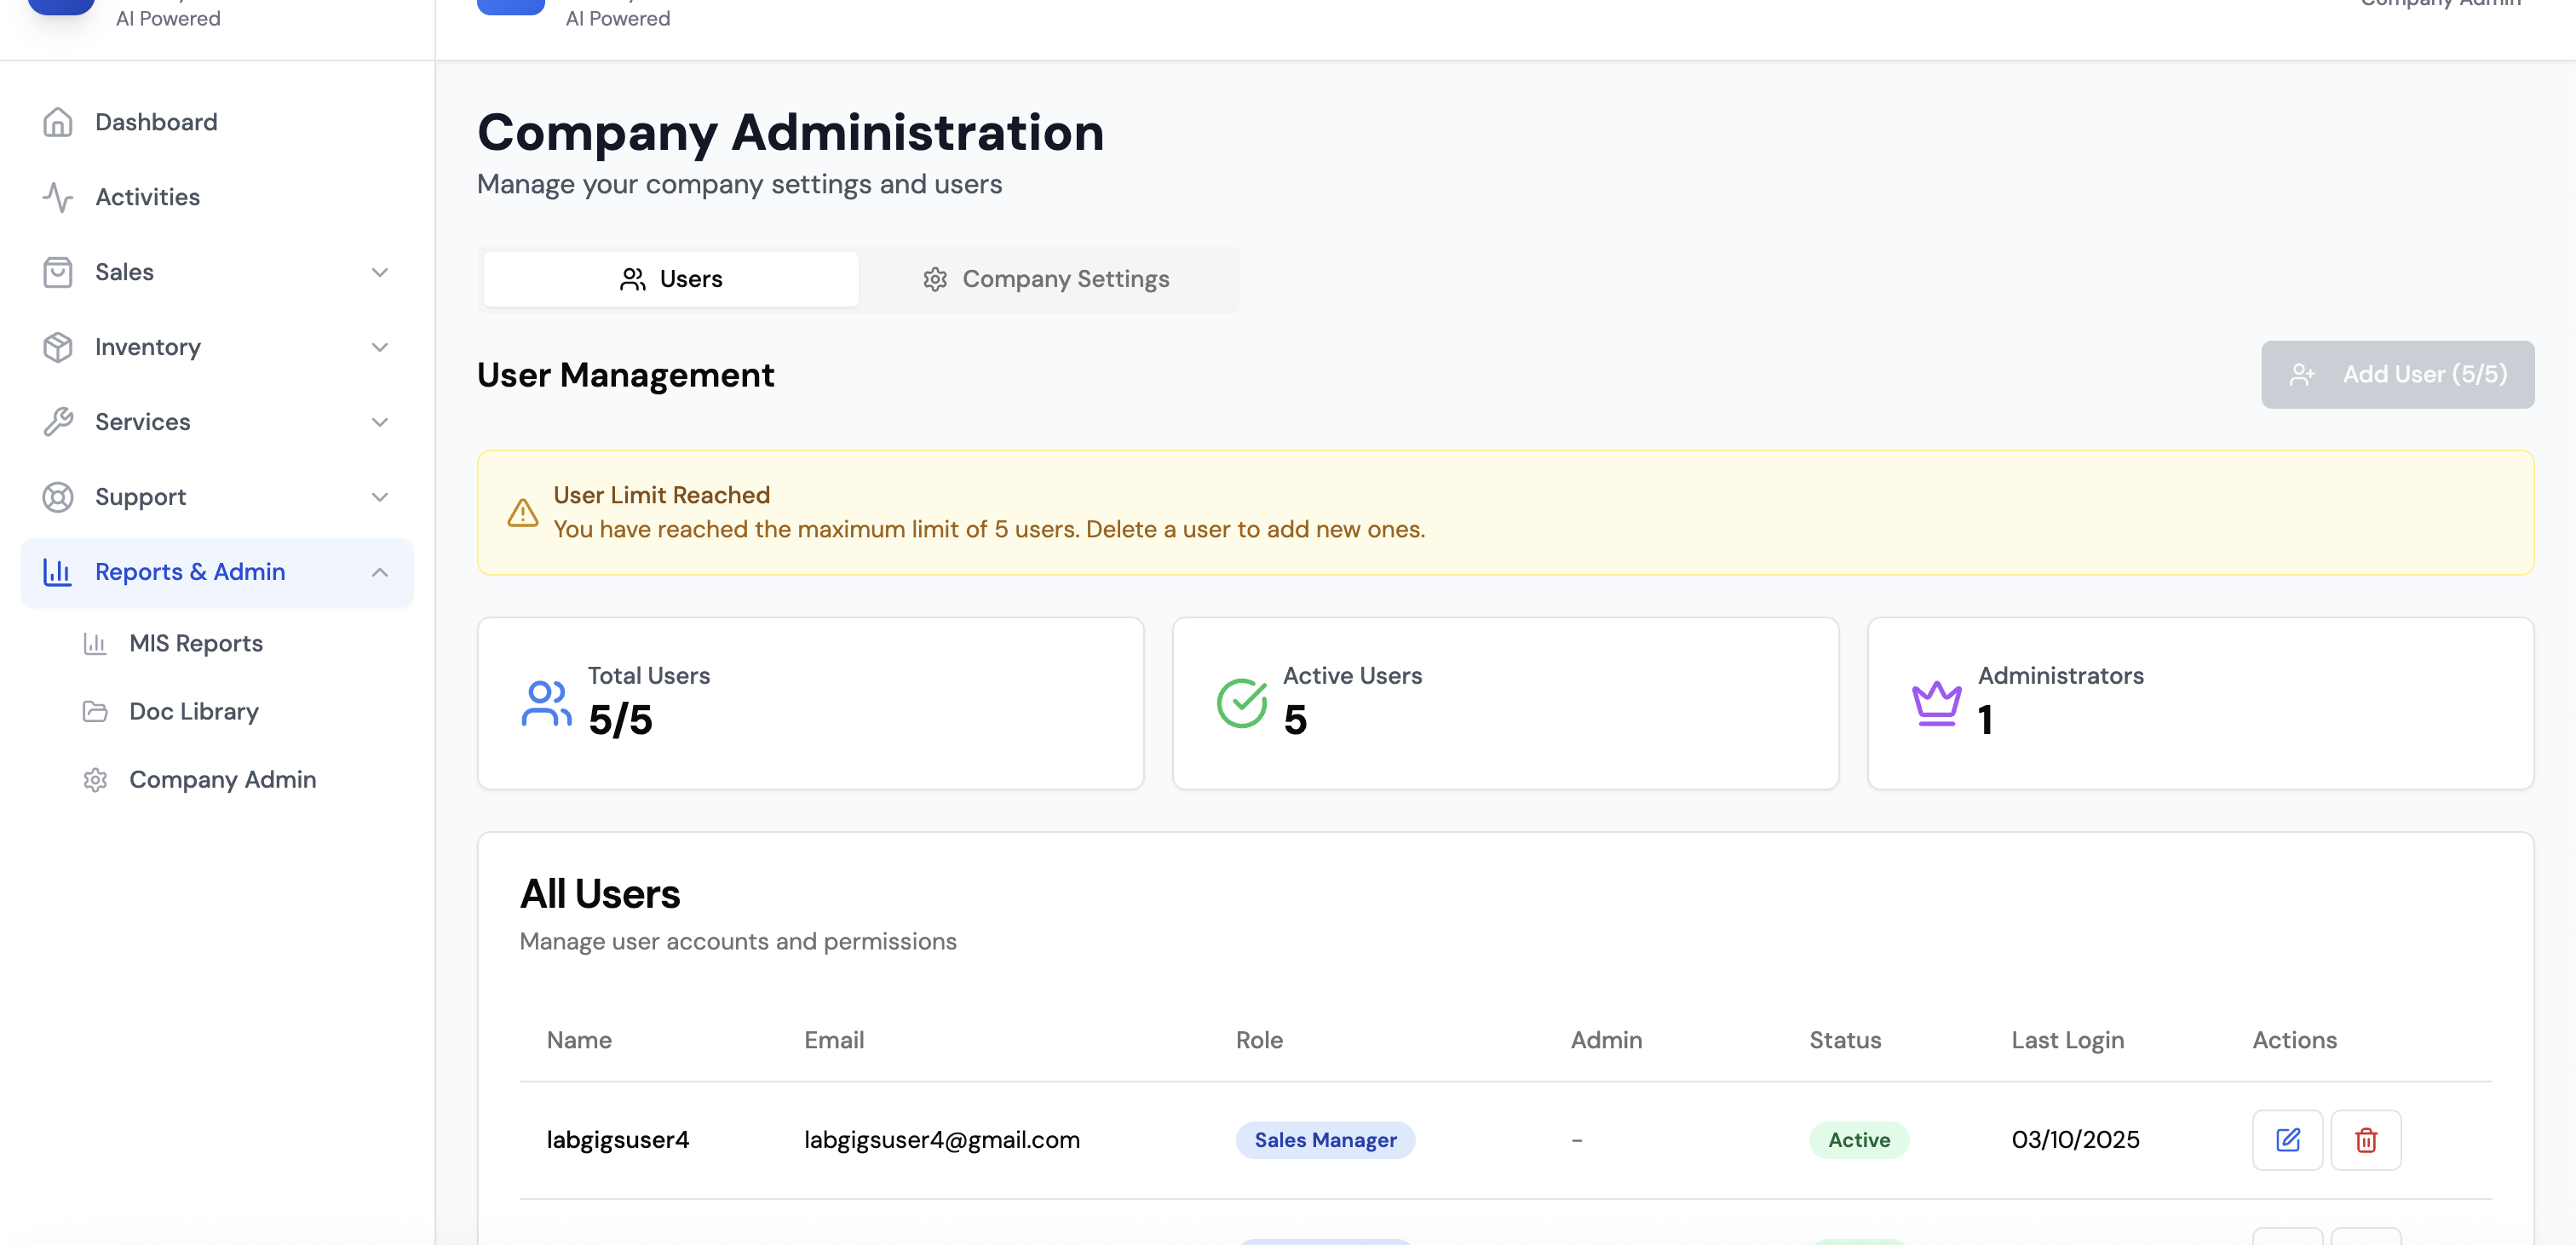 AI Powered
AI Powered
Company Admin
Dashboard
Activities
Sales
Inventory
Services
Support
Reports & Admin
MIS Reports
Doc Library
Company Admin
Company Administration
Manage your company settings and users
Users
Company Settings
User Management
Add User (5/5)
User Limit Reached
You have reached the maximum limit of 5 users. Delete a user to add new ones.
Total Users
5/5
Active Users
5
Administrators
1
All Users
Manage user accounts and permissions
Name Email Role Admin Status Last Login Actions
labgigsuser4 labgigsuser4@gmail.com Sales Manager - Active 03/10/2025